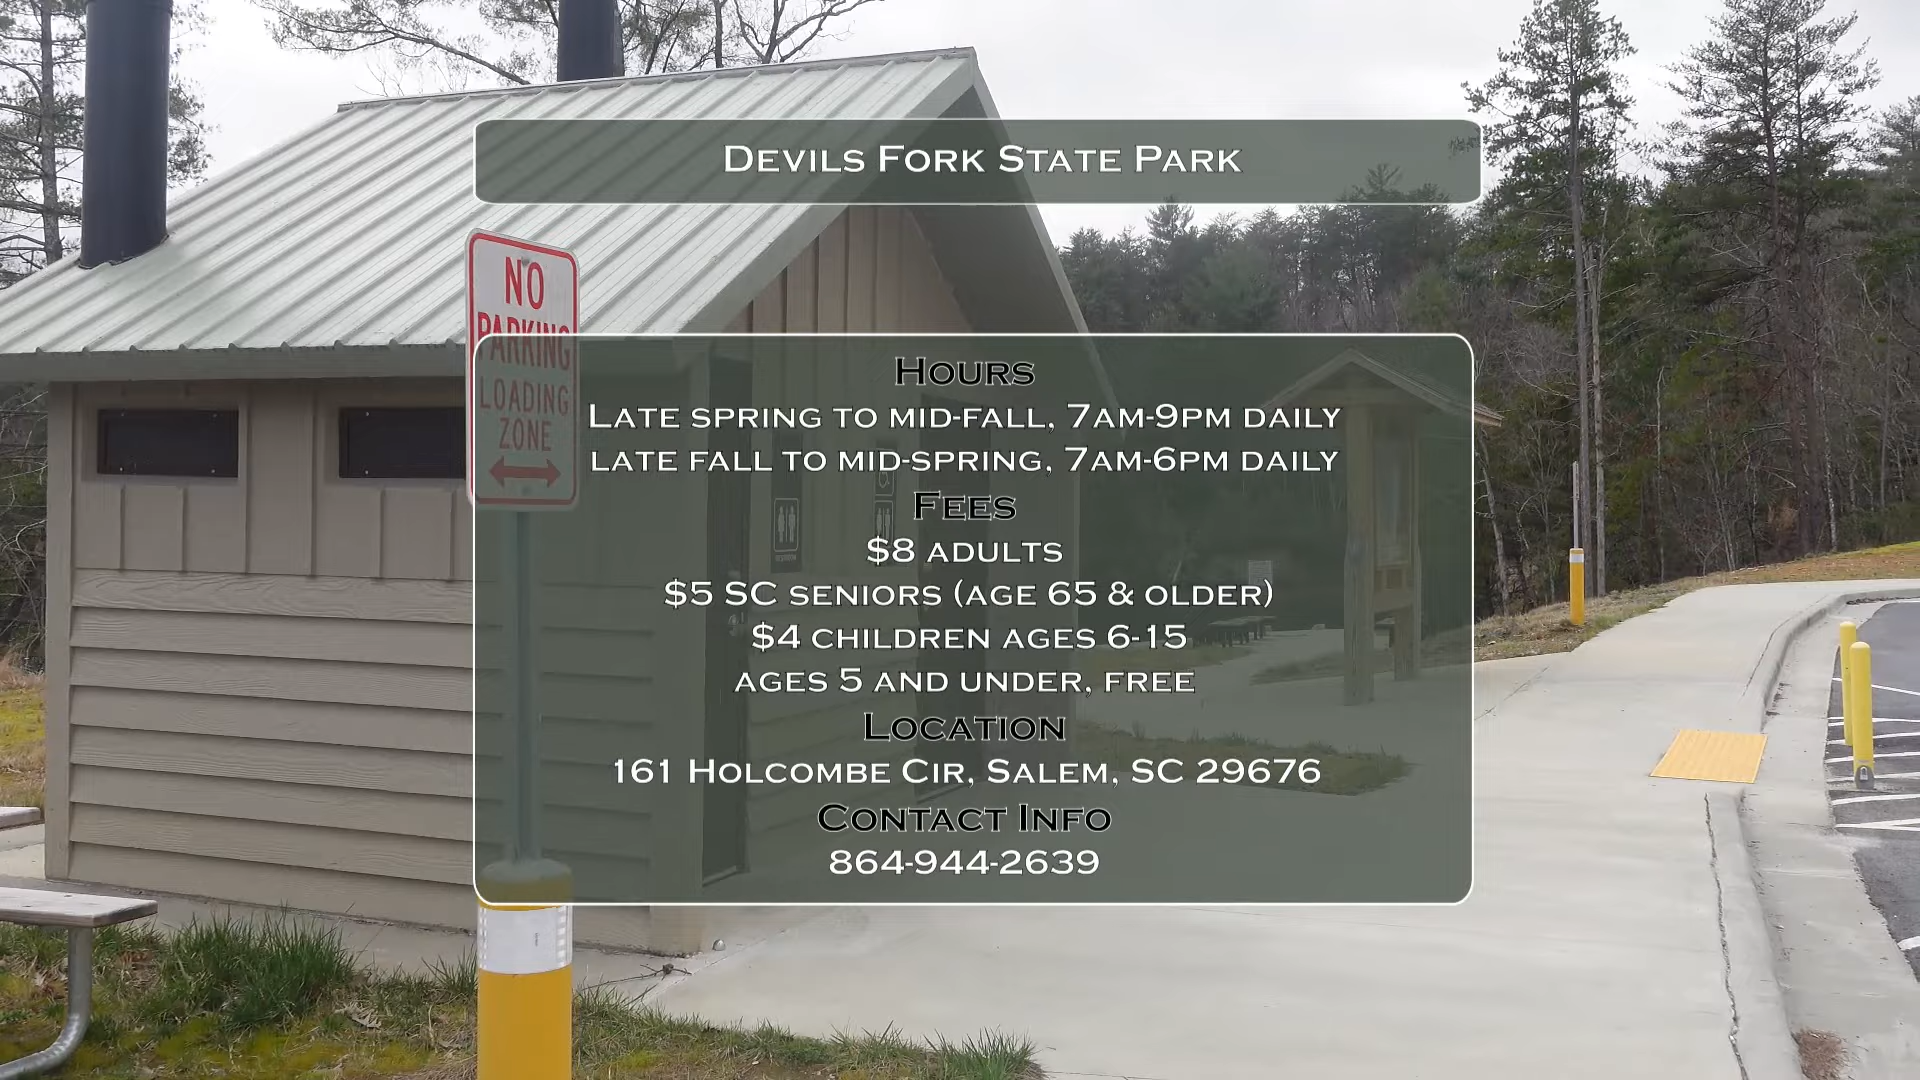 Devils Fork State Park
NO
PARKING
LOADING
ZONE
Hours
Late spring to mid-fall, 7am-9pm daily
late fall to mid-spring, 7am-6pm daily
Fees
$8 adults
$5 SC seniors (age 65 & older)
$4 children ages 6-15
ages 5 and under, free
Location
161 Holcombe Cir, Salem, SC 29676
Contact Info
864-944-2639